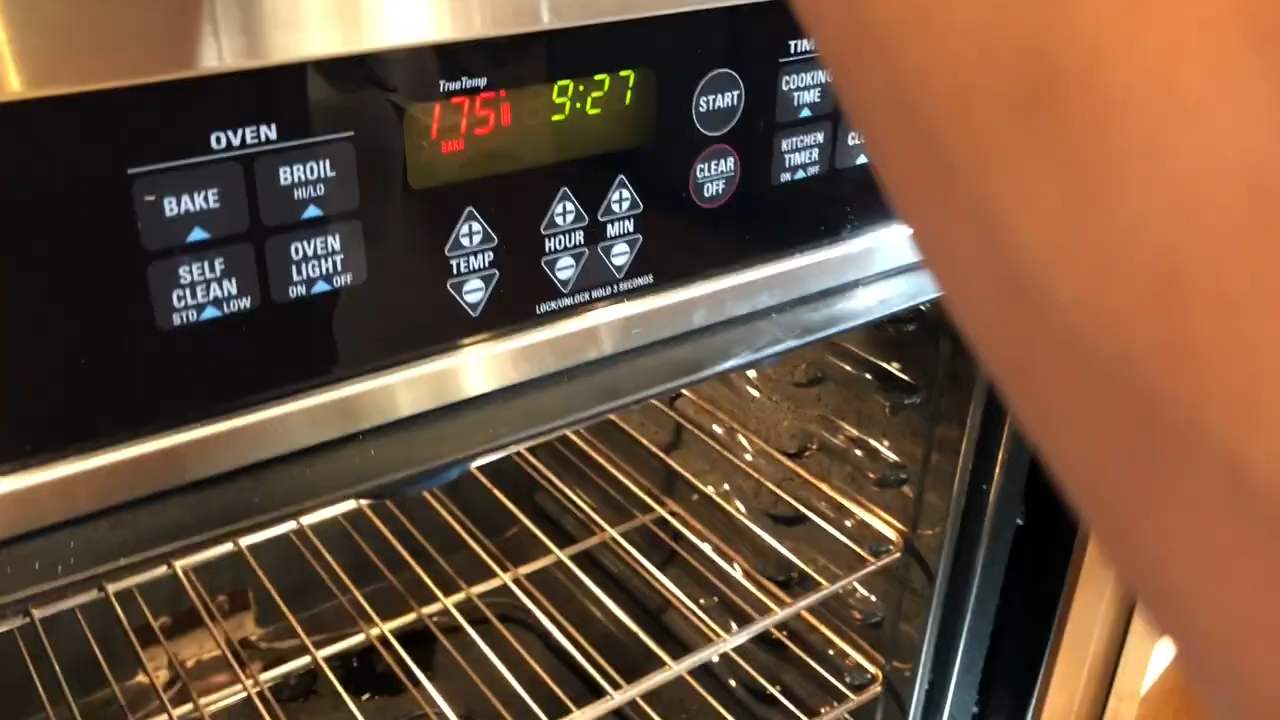 TrueTemp
175
9:27
BAKE
OVEN
BAKE
BROIL
HI/LO
SELF
CLEAN
STD LOW
OVEN
LIGHT
ON OFF
TEMP
HOUR
MIN
LOCK/UNLOCK HOLD 3 SECONDS
START
CLEAR
OFF
COOKING
TIME
KITCHEN
TIMER
ON OFF